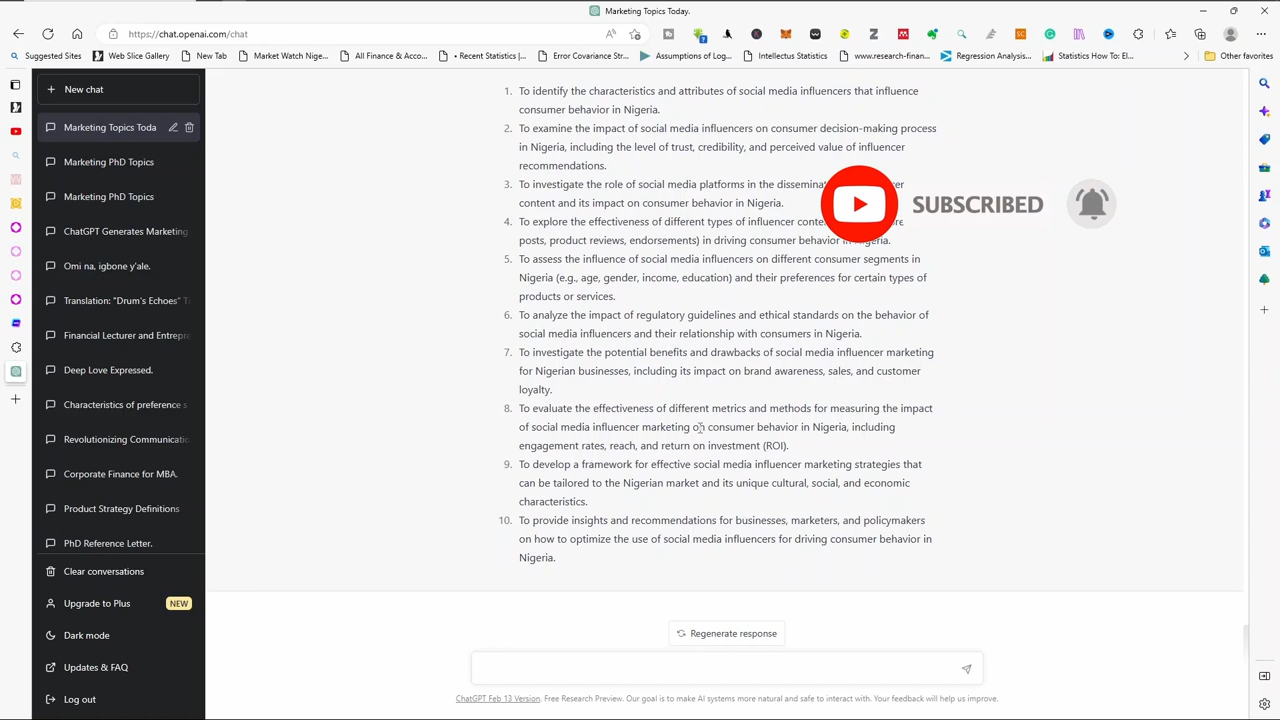 Marketing Topics Today.
https://chat.openai.com/chat
Suggested Sites
Web Slice Gallery
New Tab
Market Watch Nige...
All Finance & Acco...
• Recent Statistics |...
Error Covariance Str...
Assumptions of Log...
Intellectus Statistics
www.research-finan...
Regression Analysis...
Statistics How To: El...
Other favorites
New chat
Marketing Topics Toda
Marketing PhD Topics
Marketing PhD Topics
ChatGPT Generates Marketing
Omi na, igbone y'ale.
Translation: "Drum's Echoes"
Financial Lecturer and Entrepre
Deep Love Expressed.
Characteristics of preference s
Revolutionizing Communicatio
Corporate Finance for MBA.
Product Strategy Definitions
PhD Reference Letter.
Clear conversations
Upgrade to Plus NEW
Dark mode
Updates & FAQ
Log out
1. To identify the characteristics and attributes of social media influencers that influence
consumer behavior in Nigeria.
2. To examine the impact of social media influencers on consumer decision-making process
in Nigeria, including the level of trust, credibility, and perceived value of influencer
recommendations.
3. To investigate the role of social media platforms in the
content and its impact on consumer behavior in Nigeria.
4. To explore the effectiveness of different types of influencer
posts, product reviews, endorsements) in driving consumer behavior in Nigeria.
5. To assess the influence of social media influencers on different consumer segments in
Nigeria (e.g., age, gender, income, education) and their preferences for certain types of
products or services.
6. To analyze the impact of regulatory guidelines and ethical standards on the behavior of
social media influencers and their relationship with consumers in Nigeria.
7. To investigate the potential benefits and drawbacks of social media influencer marketing
for Nigerian businesses, including its impact on brand awareness, sales, and customer
loyalty.
8. To evaluate the effectiveness of different metrics and methods for measuring the impact
of social media influencer marketing on consumer behavior in Nigeria, including
engagement rates, reach, and return on investment (ROI).
9. To develop a framework for effective social media influencer marketing strategies that
can be tailored to the Nigerian market and its unique cultural, social, and economic
characteristics.
10. To provide insights and recommendations for businesses, marketers, and policymakers
on how to optimize the use of social media influencers for driving consumer behavior in
Nigeria.
SUBSCRIBED
Regenerate response
ChatGPT Feb 13 Version. Free Research Preview. Our goal is to make AI systems more natural and safe to interact with. Your feedback will help us improve.